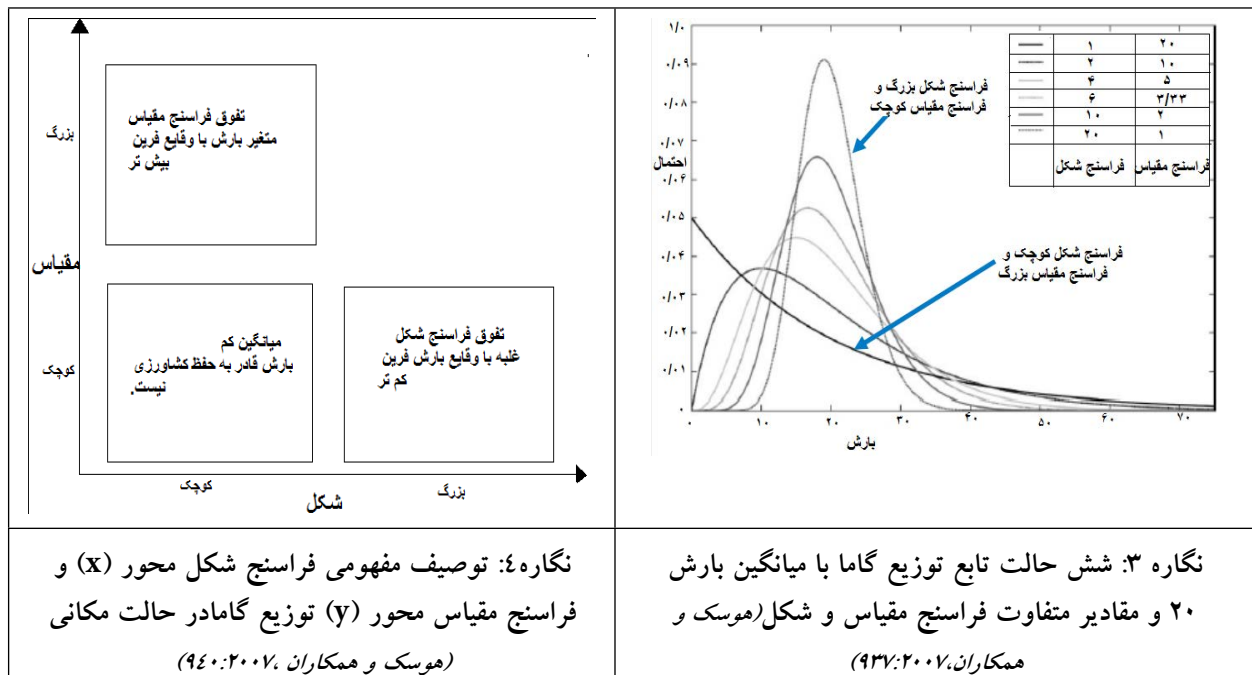 ۱/۰
۰/۰۹
۰/۰۸
۰/۰۷
احتمال
۰/۰۶
۰/۰۵
۰/۰۴
۰/۰۳
۰/۰۲
۰/۰۱
۰
۰ ۱۰ ۲۰ ۳۰ ۴۰ ۵۰ ۶۰ ۷۰
بارش
فراسنج شکل بزرگ و
فراسنج مقیاس کوچک
فراسنج شکل کوچک و
فراسنج مقیاس بزرگ
۲۰ ۱
۱۰ ۲
۵ ۴
۳/۳۳ ۶
۲ ۱۰
۱ ۲۰
فراسنج مقیاس فراسنج شکل
تفوق فراسنج مقیاس
متغیر بارش با وقایع فرین
بیش تر
میانگین کم
بارش قادر به حفظ کشاورزی
نیست.
تفوق فراسنج شکل
غلبه با وقایع بارش فرین
کم تر
بزرگ
مقیاس
کوچک
کوچک
بزرگ
شکل
نگاره ۳: شش حالت تابع توزیع گاما با میانگین بارش
۲۰ و مقادیر متفاوت فراسنج مقیاس و شکل(هوسک و
همکاران،۹۳۷:۲۰۰۷)
نگاره٤: توصیف مفهومی فراسنج شکل محور (x) و
فراسنج مقیاس محور (y) توزیع گامادر حالت مکانی
(هوسک و همکاران ،۹٤۰:۲۰۰۷)